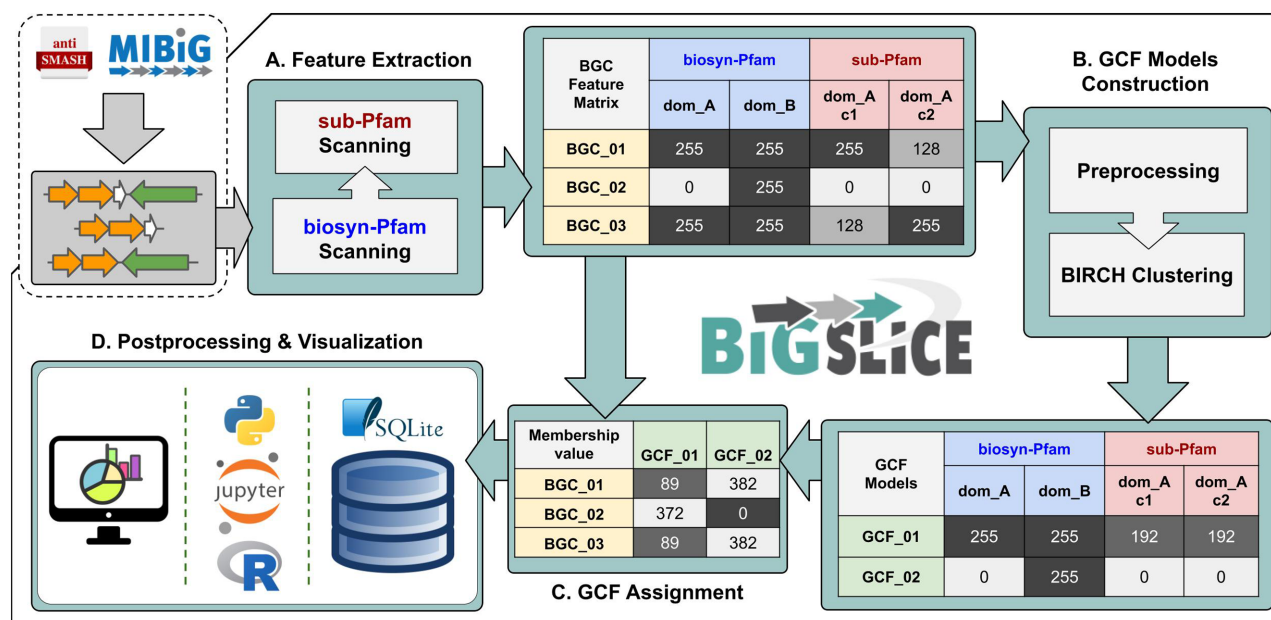 anti
SMASH
MIBiG
A. Feature Extraction
sub-Pfam
Scanning
biosyn-Pfam
Scanning
BGC
Feature
Matrix
biosyn-Pfam
sub-Pfam
dom_A
dom_B
dom_A
c1
dom_A
c2
BGC_01
255
255
255
128
BGC_02
0
255
0
0
BGC_03
255
255
128
255
B. GCF Models
Construction
Preprocessing
BIRCH Clustering
BiGSLiCE
D. Postprocessing & Visualization
jupyter
R
SQLite
Membership
value
GCF_01
GCF_02
BGC_01
89
382
BGC_02
372
0
BGC_03
89
382
C. GCF Assignment
GCF
Models
biosyn-Pfam
sub-Pfam
dom_A
dom_B
dom_A
c1
dom_A
c2
GCF_01
255
255
192
192
GCF_02
0
255
0
0